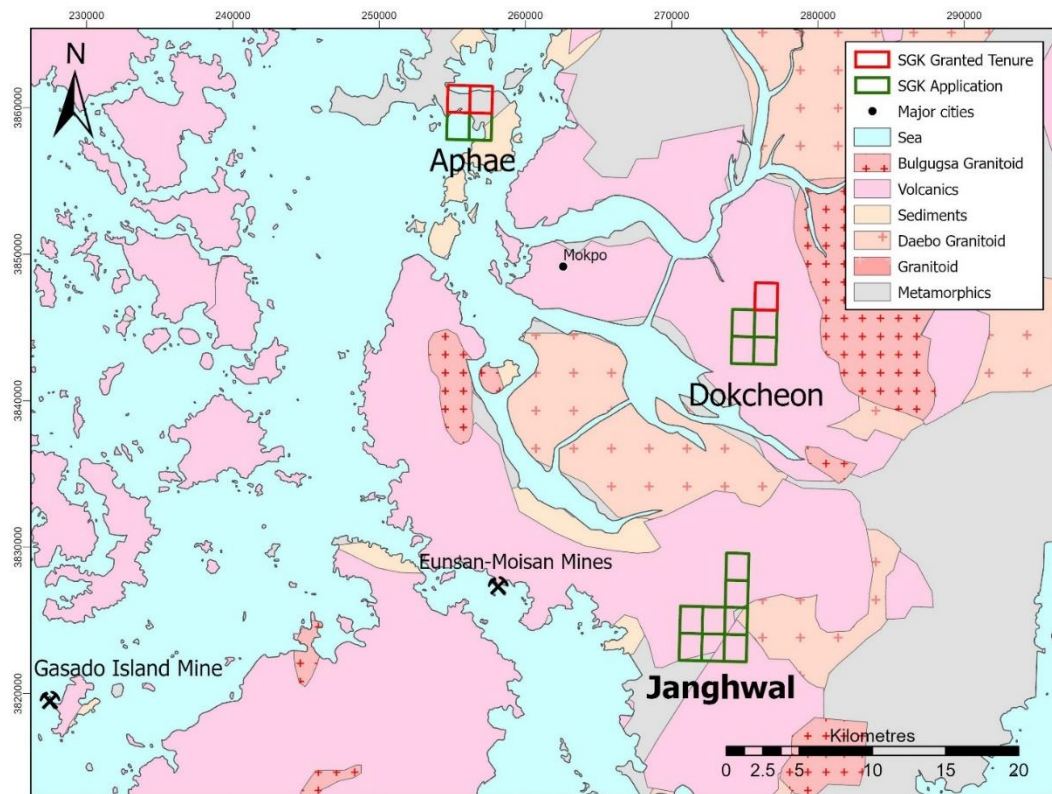 230000
240000
250000
260000
270000
280000
290000
N
3860000
3850000
3840000
3830000
3820000
SGK Granted Tenure
SGK Application
Major cities
Sea
Bulgugsa Granitoid
Volcanics
Sediments
Daebo Granitoid
Granitoid
Metamorphics
Aphae
Mokpo
Dokcheon
Eunsan-Moisan Mines
Gasado Island Mine
Janghwal
Kilometres
0 2.5 5 10 15 20